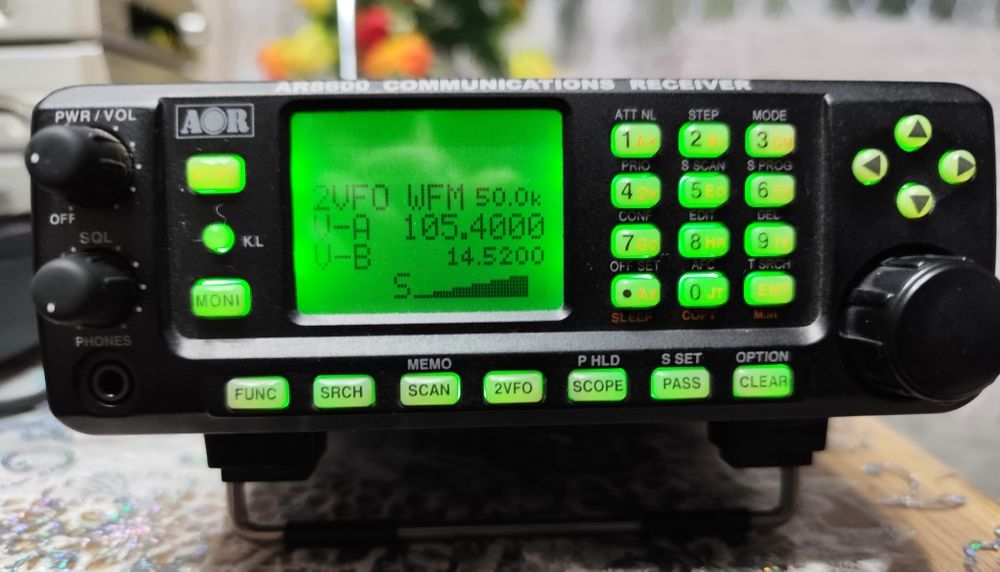 AR8600 COMMUNICATIONS RECEIVER
PWR / VOL
OFF
SQL
PHONES
AOR
KL
MONI
2VFO WFM 50.0k
V-A 105.4000
V-B 14.5200
S
ATT NL STEP MODE
1 2 3
PRIO S SCAN S PROG
4 5 6
CONF EDIT DEL
7 8 9
OFF SET AFC T SRCH
• 0 JT ENT
SLEEP COPY
MEMO P HLD S SET OPTION
FUNC SRCH SCAN 2VFO SCOPE PASS CLEAR